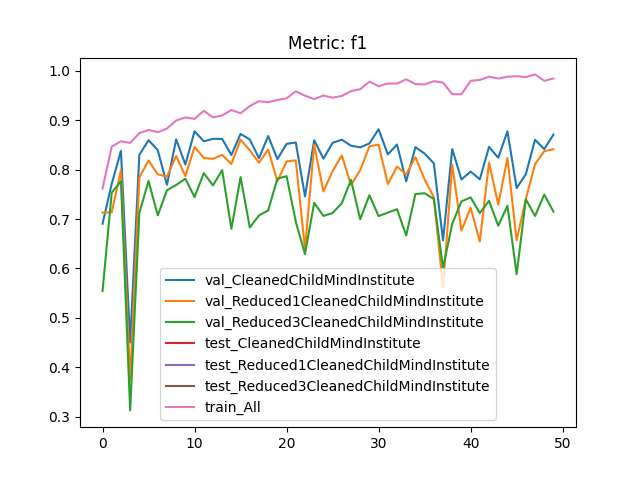 Metric: f1
1.0
0.9
0.8
0.7
0.6
0.5
0.4
0.3
val_CleanedChildMindInstitute
val_Reduced1CleanedChildMindInstitute
val_Reduced3CleanedChildMindInstitute
test_CleanedChildMindInstitute
test_Reduced1CleanedChildMindInstitute
test_Reduced3CleanedChildMindInstitute
train_All
0 10 20 30 40 50